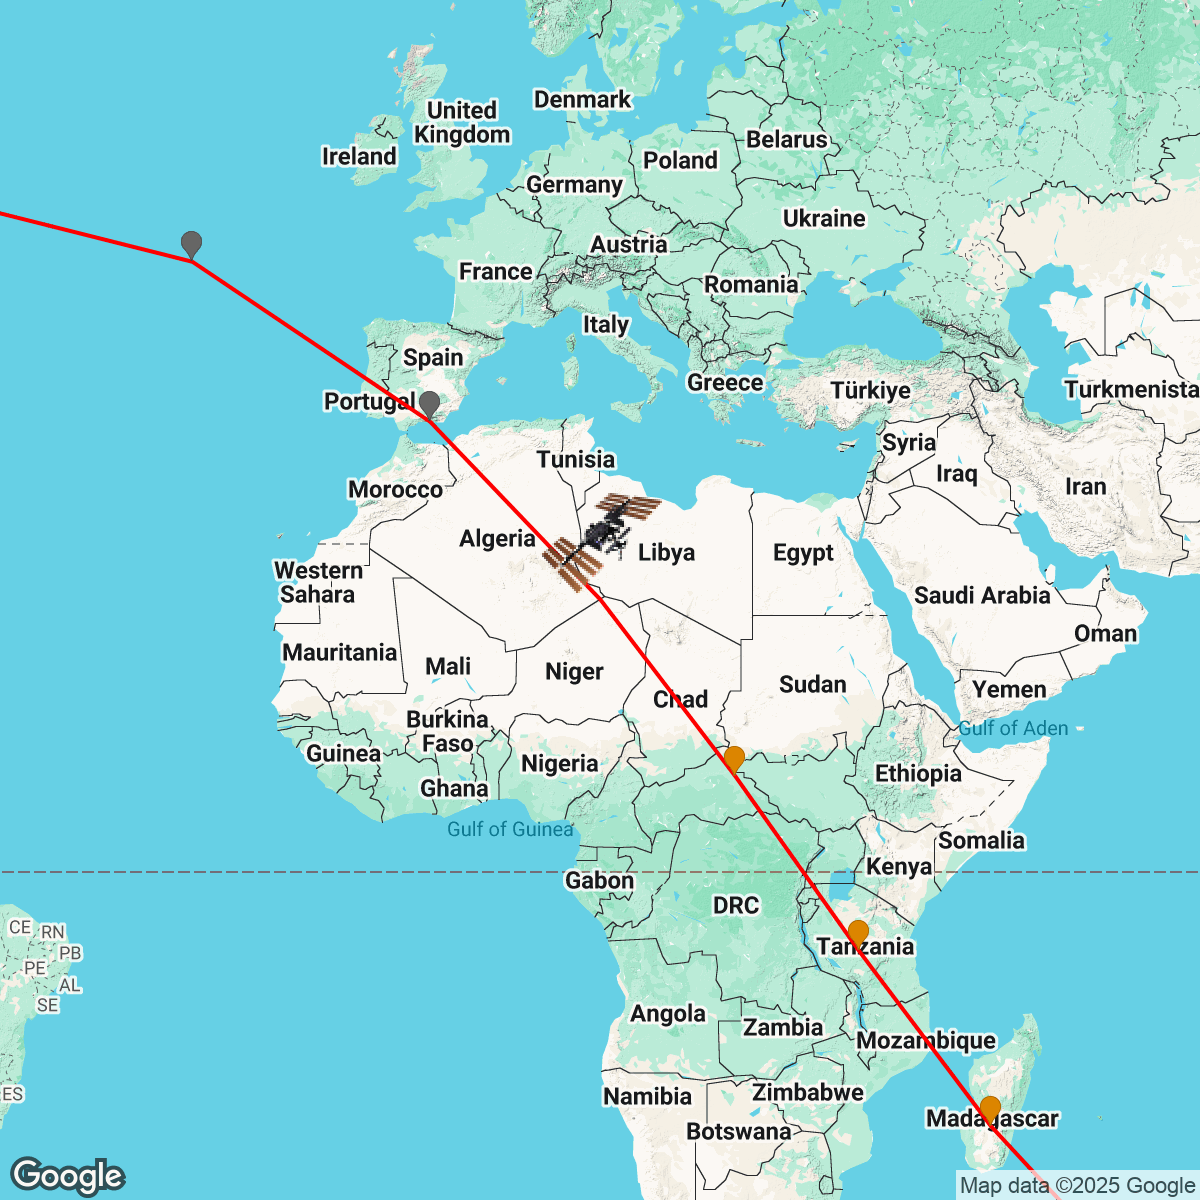 Denmark
United
Kingdom
Belarus
Ireland
Poland
Germany
Ukraine
Austria
France
Romania
Italy
Spain
Greece
Türkiye
Turkmenista
Portugal
Syria
Tunisia
Iraq
Iran
Morocco
Algeria
Libya
Egypt
Western
Sahara
Saudi Arabia
Oman
Mauritania
Mali
Niger
Sudan
Yemen
Chad
Burkina
Faso
Gulf of Aden
Guinea
Nigeria
Ethiopia
Ghana
Gulf of Guinea
Somalia
Kenya
Gabon
DRC
CE
RN
Tanzania
PB
PE
AL
SE
Angola
Zambia
Mozambique
ES
Namibia
Zimbabwe
Madagascar
Botswana
Google
Map data ©2025 Google